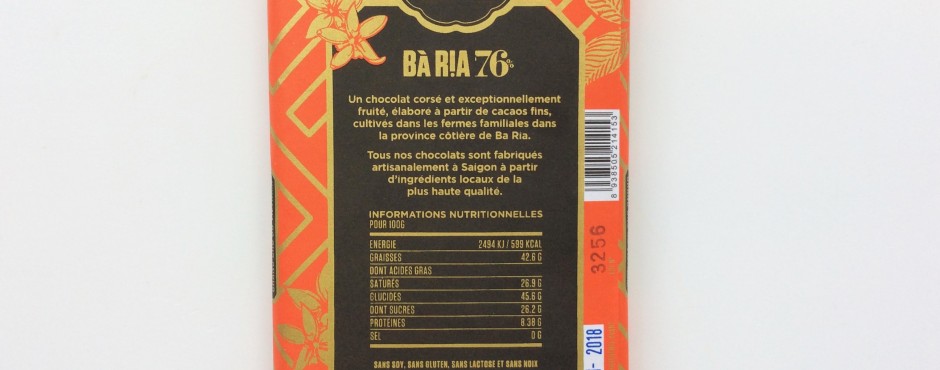 BÀ RỊA 76%
Un chocolat corsé et exceptionnellement
fruité, élaboré à partir de cacaos fins,
cultivés dans les fermes familiales dans
la province côtière de Ba Ria.
Tous nos chocolats sont fabriqués
artisanalement à Saigon à partir
d'ingrédients locaux de la
plus haute qualité.
INFORMATIONS NUTRITIONNELLES
POUR 100G
ENERGIE 2494 KJ / 599 KCAL
GRAISSES 42.6 G
DONT ACIDES GRAS
SATURÉS 26.9 G
GLUCIDES 45.6 G
DONT SUCRES 26.2 G
PROTÉINES 8.38 G
SEL 0 G
SANS SOY, SANS GLUTEN, SANS LACTOSE ET SANS NOIX
8 938505 214153
3256
2018